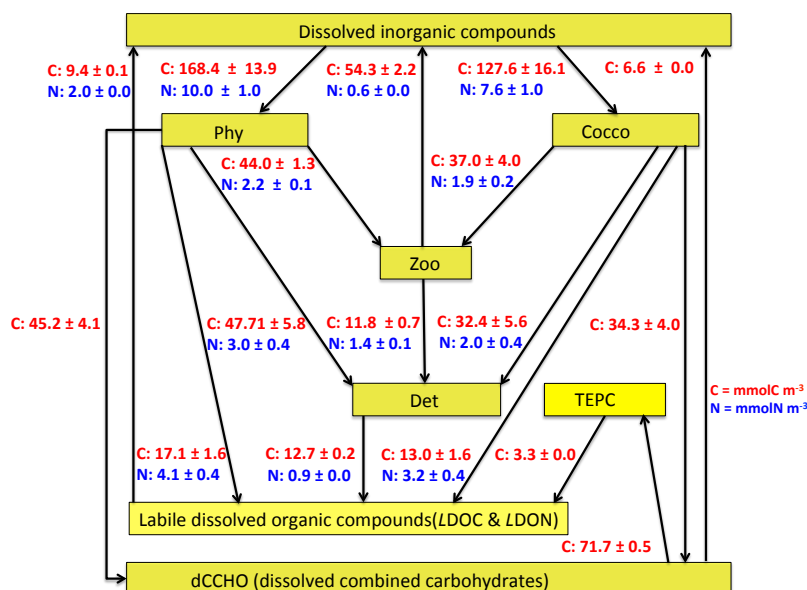 Dissolved inorganic compounds
C: 9.4 ± 0.1
N: 2.0 ± 0.0
C: 168.4 ± 13.9
N: 10.0 ± 1.0
C: 54.3 ± 2.2
N: 0.6 ± 0.0
C: 127.6 ± 16.1
N: 7.6 ± 1.0
C: 6.6 ± 0.0
Phy
Cocco
C: 44.0 ± 1.3
N: 2.2 ± 0.1
C: 37.0 ± 4.0
N: 1.9 ± 0.2
Zoo
C: 45.2 ± 4.1
C: 47.71 ± 5.8
N: 3.0 ± 0.4
C: 11.8 ± 0.7
N: 1.4 ± 0.1
C: 32.4 ± 5.6
N: 2.0 ± 0.4
C: 34.3 ± 4.0
C = mmolC m⁻³
N = mmolN m⁻³
Det
TEPC
C: 17.1 ± 1.6
N: 4.1 ± 0.4
C: 12.7 ± 0.2
N: 0.9 ± 0.0
C: 13.0 ± 1.6
N: 3.2 ± 0.4
C: 3.3 ± 0.0
Labile dissolved organic compounds(LDOC & LDON)
C: 71.7 ± 0.5
dCCHO (dissolved combined carbohydrates)